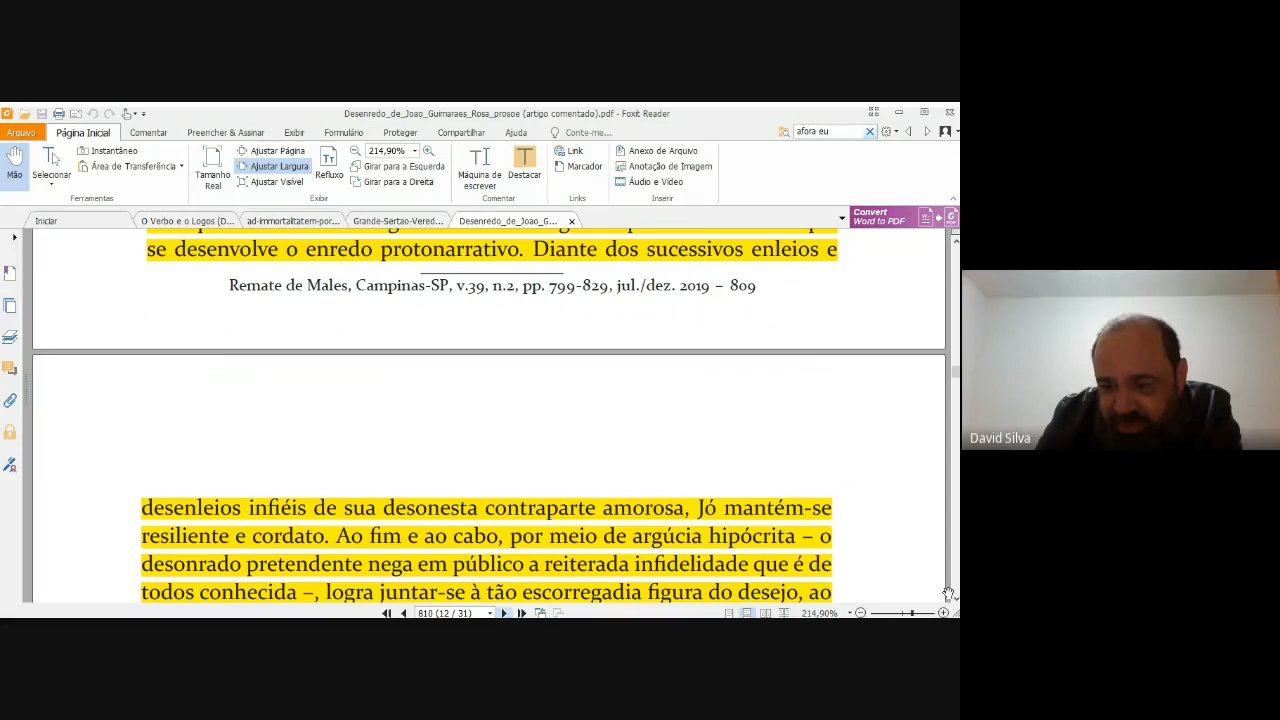 Desenredo_de_Joao_Guimaraes_Rosa_prosoe (artigo comentado).pdf - Foxit Reader
Arquivo Página Inicial Comentar Preencher & Assinar Exibir Formulário Proteger Compartilhar Ajuda Conte-me... afora eu
Mão
Selecionar
Instantâneo
Área de Transferência
Ferramentas
Tamanho Real
Ajustar Página
Ajustar Largura
Ajustar Visível
Refluxo
214,90%
Girar para a Esquerda
Girar para a Direita
Exibir
Máquina de escrever
Destacar
Comentar
Link
Marcador
Links
Anexo de Arquivo
Anotação de Imagem
Áudio e Vídeo
Inserir
Iniciar O Verbo e o Logos (D... ad-immortalitatem-por... Grande-Sertao-Vered... Desenredo_de_Joao_G...
Convert
Word to PDF
se desenvolve o enredo protonarrativo. Diante dos sucessivos enleios e
Remate de Males, Campinas-SP, v.39, n.2, pp. 799-829, jul./dez. 2019 – 809
desenleios infiéis de sua desonesta contraparte amorosa, Jó mantém-se
resiliente e cordato. Ao fim e ao cabo, por meio de argúcia hipócrita – o
desonrado pretendente nega em público a reiterada infidelidade que é de
todos conhecida –, logra juntar-se à tão escorregadia figura do desejo, ao
810 (12 / 31) 214,90%
David Silva